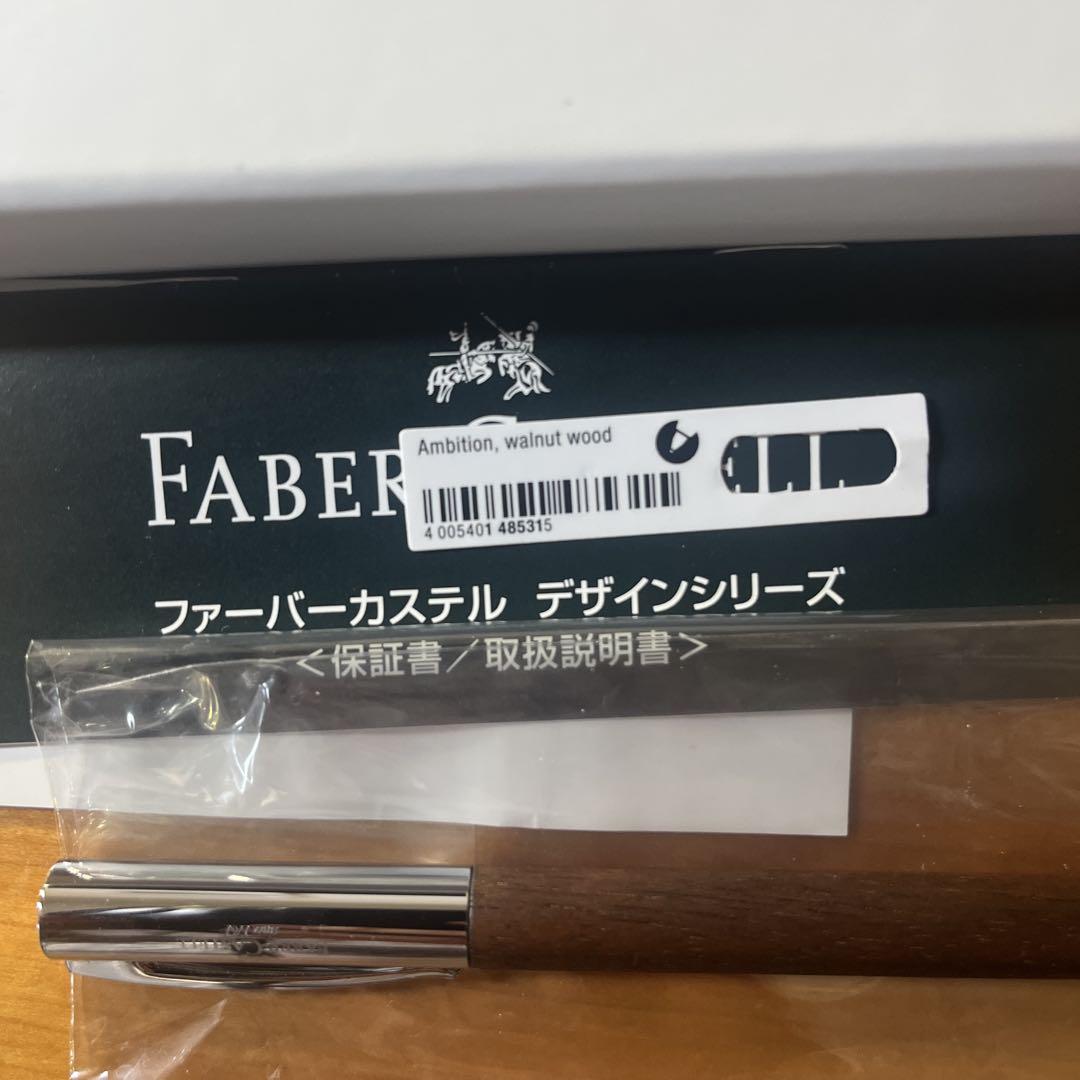 FABER
Ambition, walnut wood
4 005401 485315
ファーバーカステル デザインシリーズ
<保証書／取扱説明書>